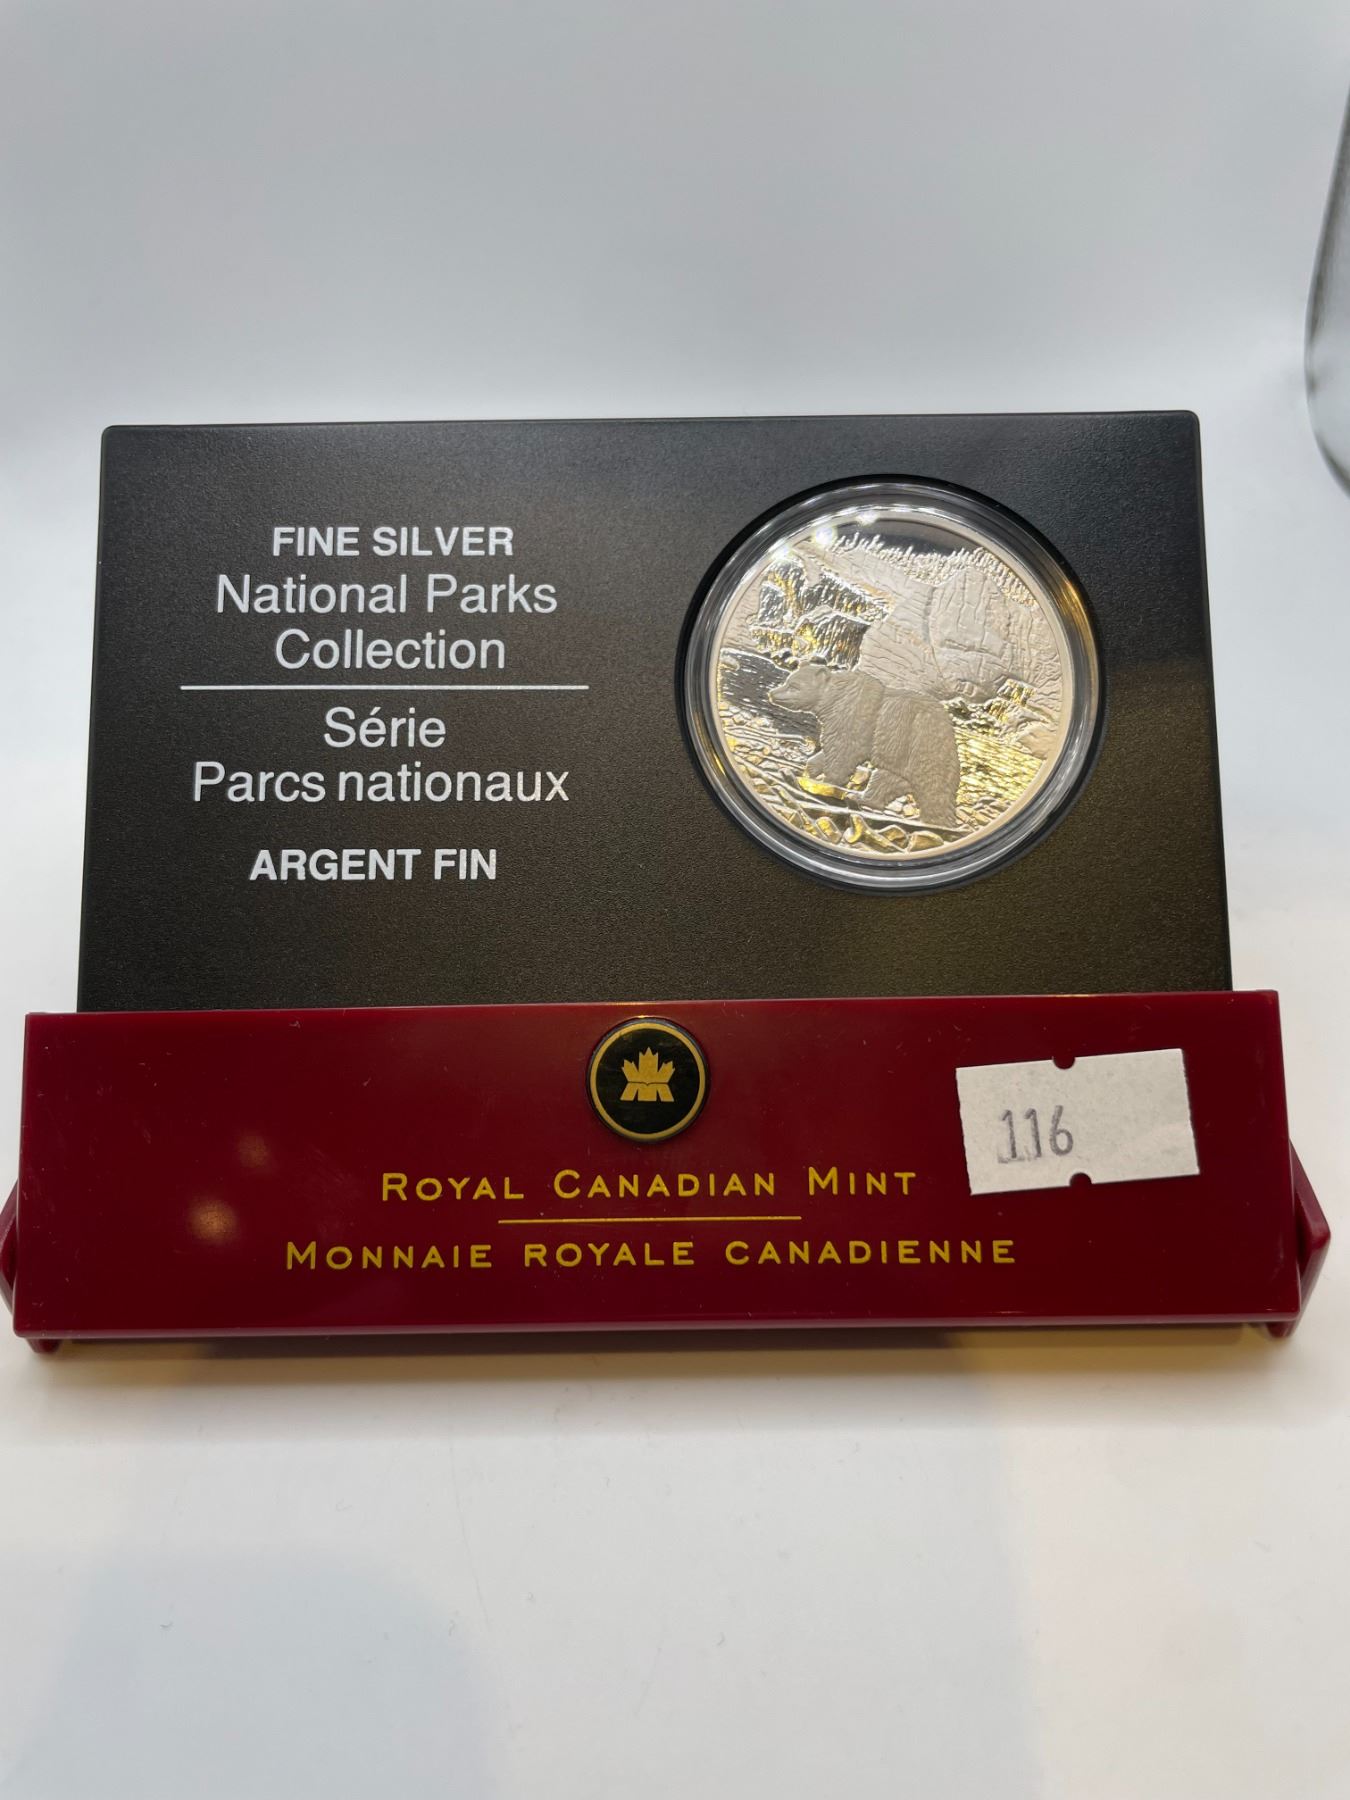 FINE SILVER
National Parks
Collection
Série
Parcs nationaux
ARGENT FIN
116
ROYAL CANADIAN MINT
MONNAIE ROYALE CANADIENNE